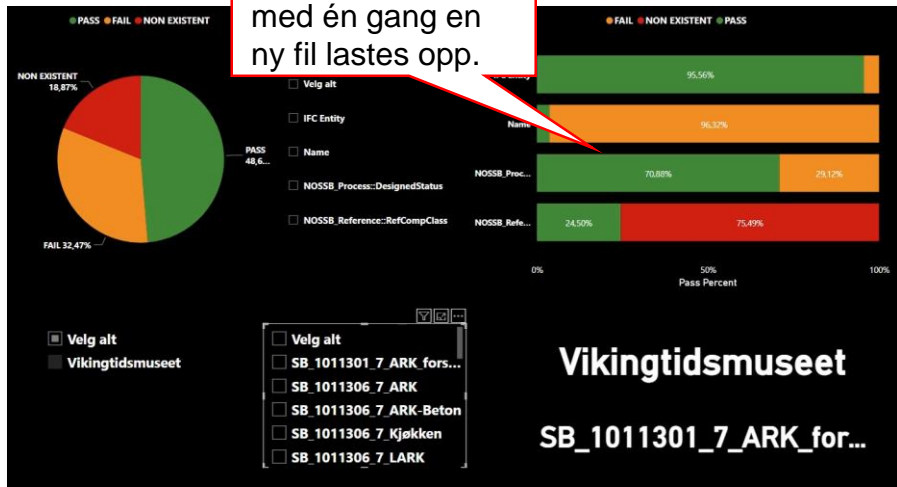 med én gang en
ny fil lastes opp.
PASS FAIL NON EXISTENT
NON EXISTENT
18,87%
PASS
48,6...
FAIL 32,47%
Velg alt
IFC Entity
Name
NOSSB_Process::DesignedStatus
NOSSB_Reference::RefCompClass
FAIL NON EXISTENT PASS
95,56%
Name
96,32%
NOSSB_Proc...
70,88%
29,12%
NOSSB_Refe...
24,50%
75,49%
0%
50%
100%
Pass Percent
Velg alt
Vikingtidsmuseet
Velg alt
SB_1011301_7_ARK_fors...
SB_1011306_7_ARK
SB_1011306_7_ARK-Beton
SB_1011306_7_Kjøkken
SB_1011306_7_LARK
Vikingtidsmuseet
SB_1011301_7_ARK_for...